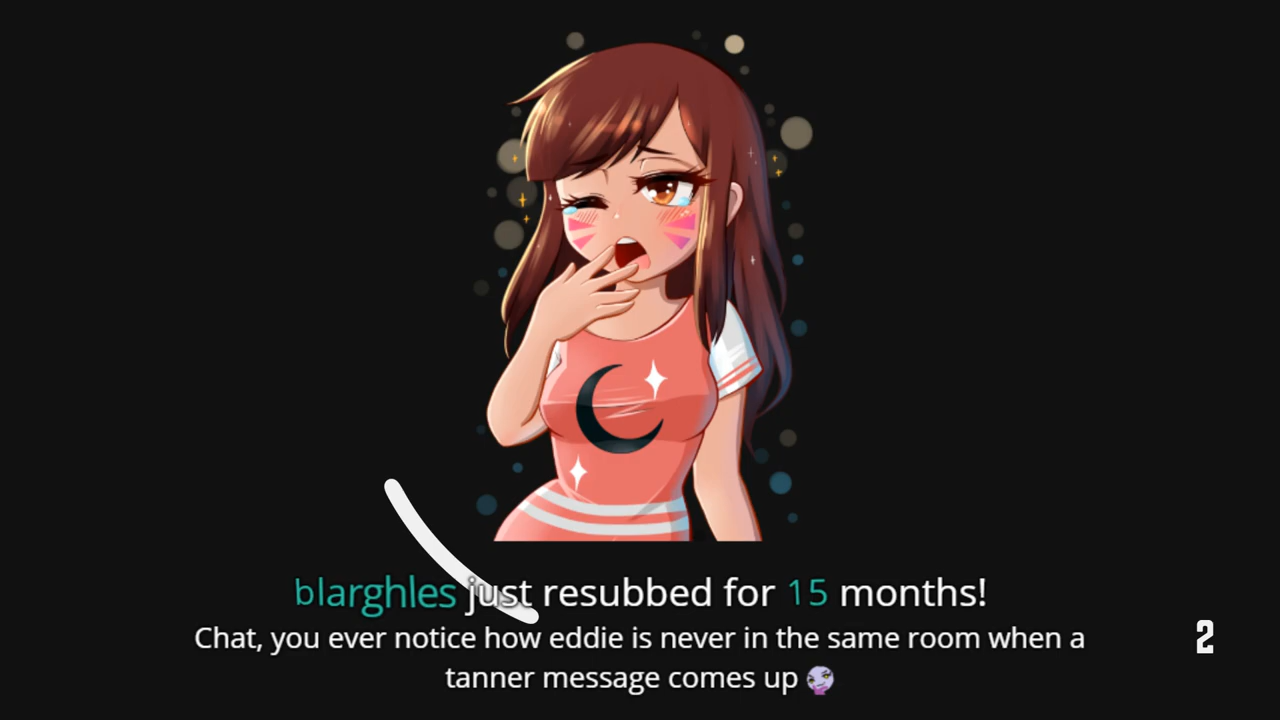 blarghles just resubbed for 15 months!
Chat, you ever notice how eddie is never in the same room when a
tanner message comes up
2